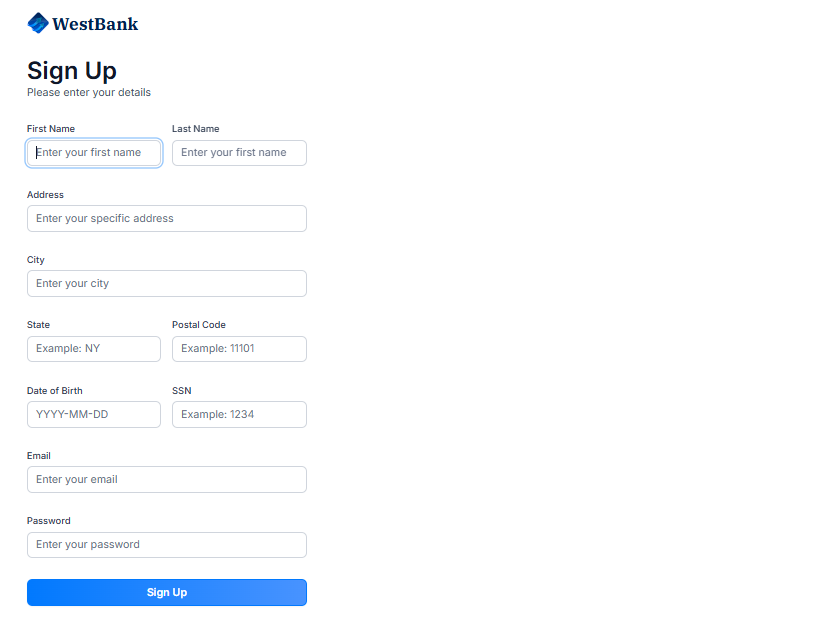 WestBank
Sign Up
Please enter your details
First Name Last Name
Enter your first name Enter your first name
Address
Enter your specific address
City
Enter your city
State Postal Code
Example: NY Example: 11101
Date of Birth SSN
YYYY-MM-DD Example: 1234
Email
Enter your email
Password
Enter your password
Sign Up